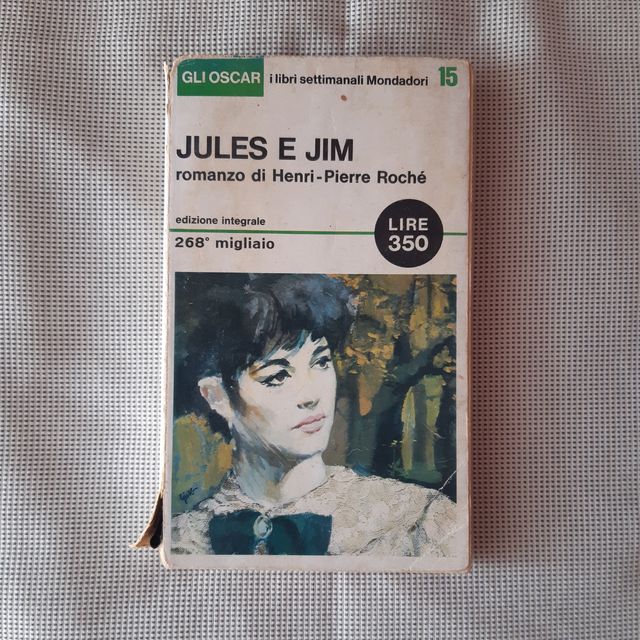 GLI OSCAR i libri settimanali Mondadori 15
JULES E JIM
romanzo di Henri-Pierre Roché
edizione integrale
LIRE
350
268° migliaio